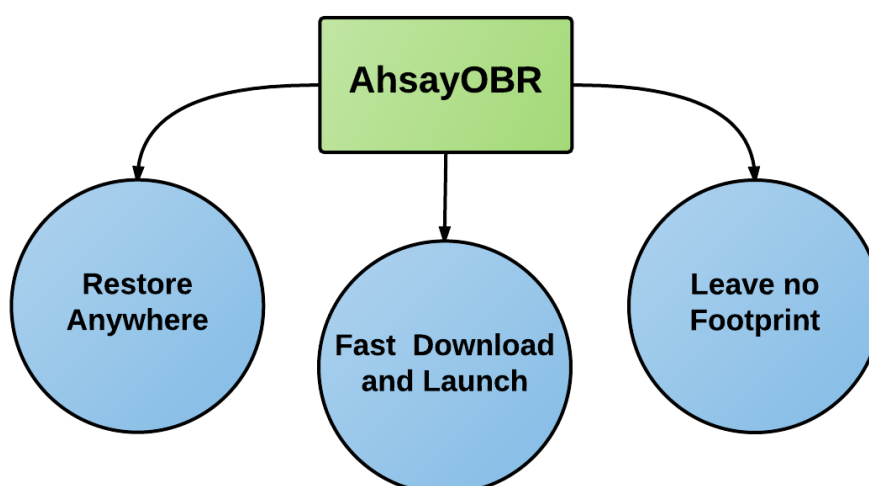 AhsayOBR
Restore
Anywhere
Fast Download
and Launch
Leave no
Footprint